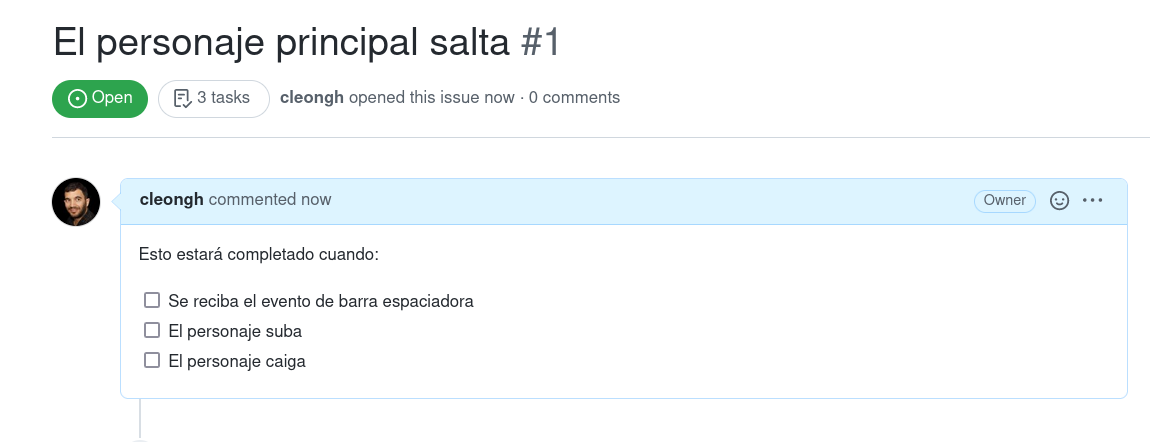 El personaje principal salta #1
Open 3 tasks cleongh opened this issue now · 0 comments
cleongh commented now Owner
Esto estará completado cuando:
Se reciba el evento de barra espaciadora
El personaje suba
El personaje caiga